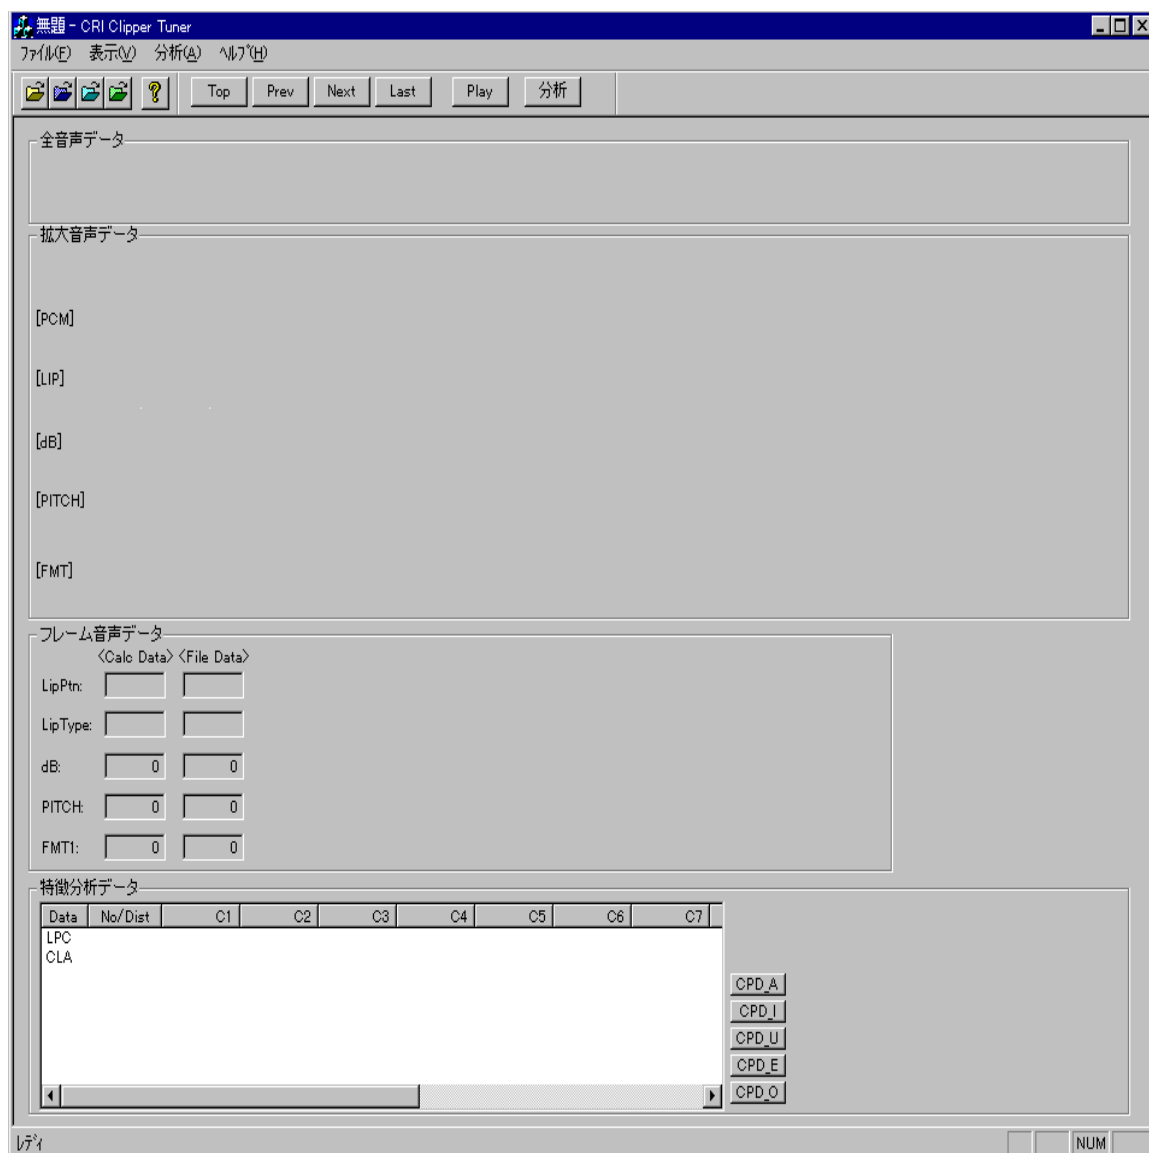 無題 - CRI Clipper Tuner
ﾌｧｲﾙ(F) 表示(V) 分析(A) ﾍﾙﾌﾟ(H)
Top Prev Next Last Play 分析
全音声データ
拡大音声データ
[PCM]
[LIP]
[dB]
[PITCH]
[FMT]
フレーム音声データ
<Calc Data> <File Data>
LipPtn:
LipType:
dB: 0 0
PITCH: 0 0
FMT1: 0 0
特徴分析データ
Data No/Dist C1 C2 C3 C4 C5 C6 C7
LPC
CLA
CPD_A
CPD_I
CPD_U
CPD_E
CPD_O
ﾚﾃﾞｨ NUM